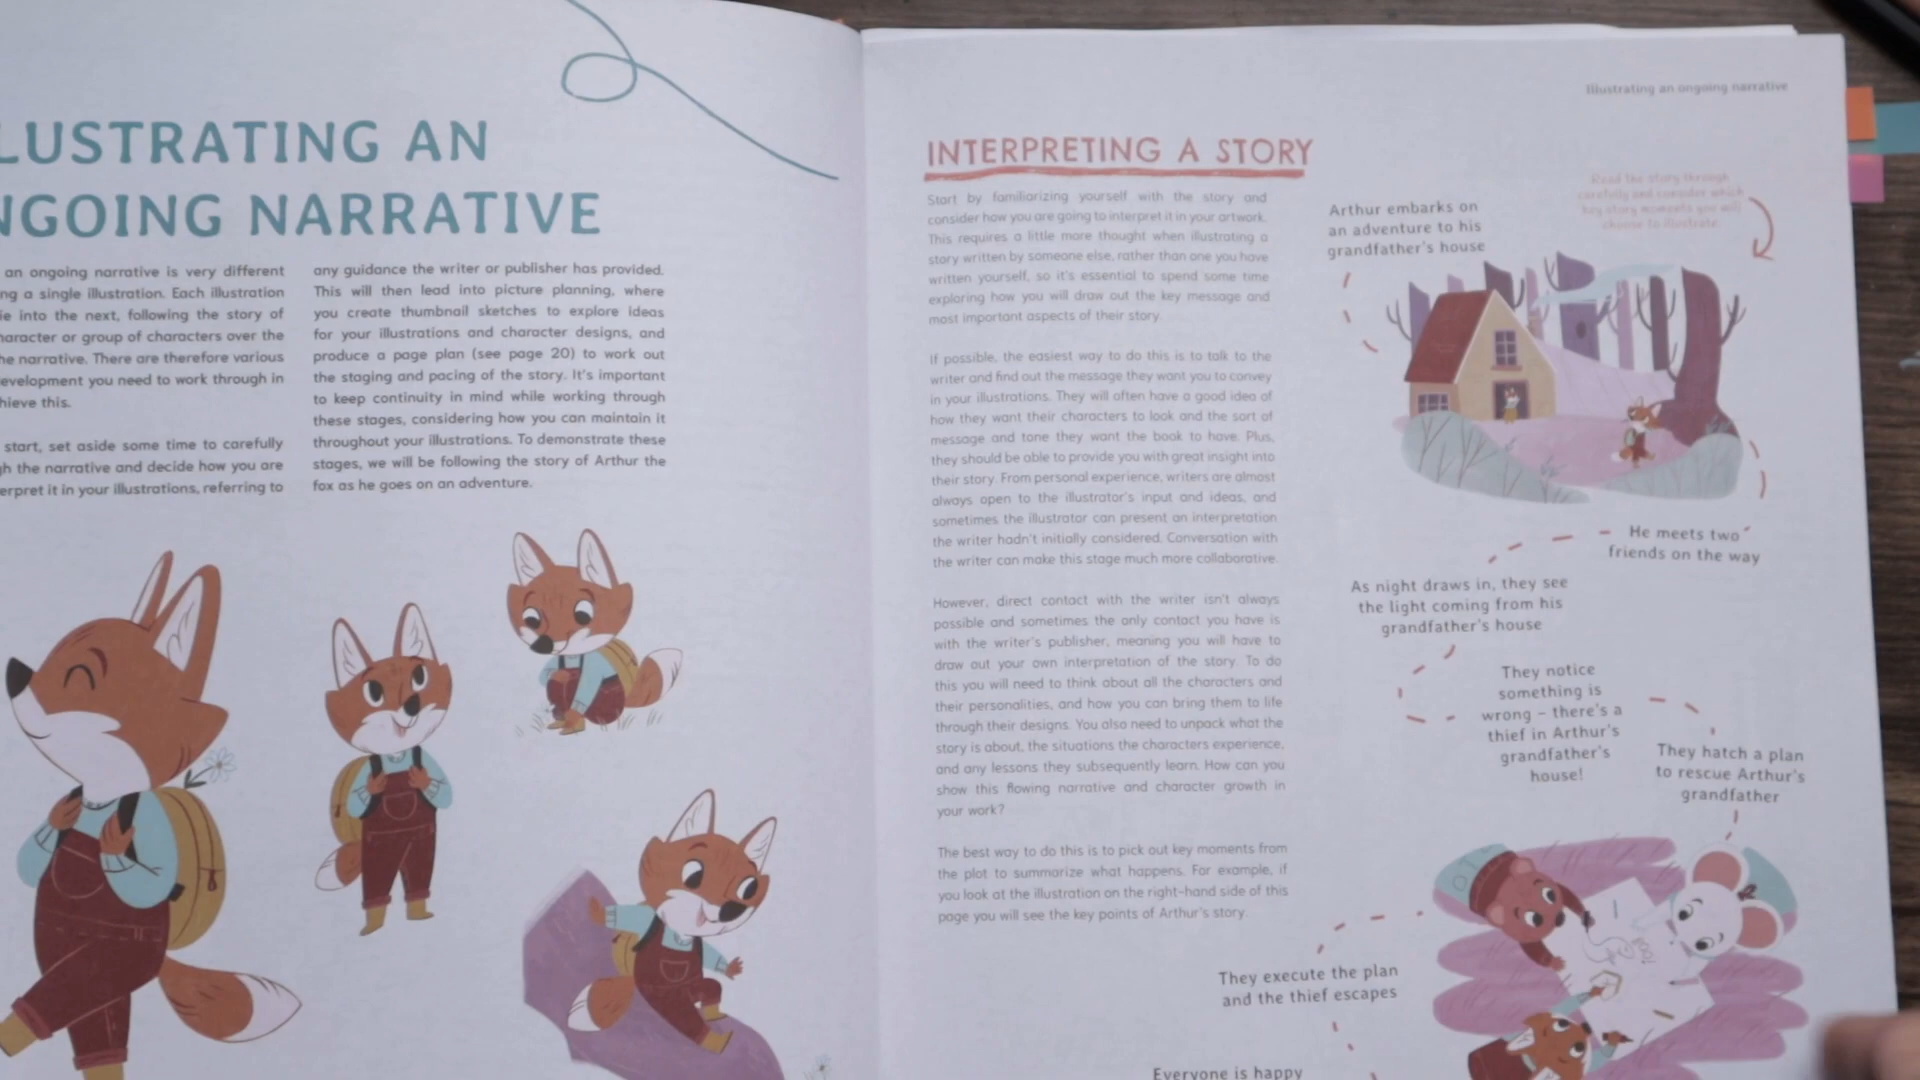 LUSTRATING AN
NGOING NARRATIVE
an ongoing narrative is very different
ng a single illustration. Each illustration
ie into the next, following the story of
haracter or group of characters over the
he narrative. There are therefore various
evelopment you need to work through in
hieve this.
start, set aside some time to carefully
gh the narrative and decide how you are
erpret it in your illustrations, referring to
any guidance the writer or publisher has provided.
This will then lead into picture planning, where
you create thumbnail sketches to explore ideas
for your illustrations and character designs, and
produce a page plan (see page 20) to work out
the staging and pacing of the story. It's important
to keep continuity in mind while working through
these stages, considering how you can maintain it
throughout your illustrations. To demonstrate these
stages, we will be following the story of Arthur the
fox as he goes on an adventure.
Illustrating an ongoing narrative
INTERPRETING A STORY
Start by familiarizing yourself with the story and
consider how you are going to interpret it in your artwork.
This requires a little more thought when illustrating a
story written by someone else, rather than one you have
written yourself, so it's essential to spend some time
exploring how you will draw out the key message and
most important aspects of their story.
If possible, the easiest way to do this is to talk to the
writer and find out the message they want you to convey
in your illustrations. They will often have a good idea of
how they want their characters to look and the sort of
message and tone they want the book to have. Plus,
they should be able to provide you with great insight into
their story. From personal experience, writers are almost
always open to the illustrator's input and ideas, and
sometimes the illustrator can present an interpretation
the writer hadn't initially considered. Conversation with
the writer can make this stage much more collaborative.
However, direct contact with the writer isn't always
possible and sometimes the only contact you have is
with the writer's publisher, meaning you will have to
draw out your own interpretation of the story. To do
this you will need to think about all the characters and
their personalities, and how you can bring them to life
through their designs. You also need to unpack what the
story is about, the situations the characters experience,
and any lessons they subsequently learn. How can you
show this flowing narrative and character growth in
your work?
The best way to do this is to pick out key moments from
the plot to summarize what happens. For example, if
you look at the illustration on the right-hand side of this
page you will see the key points of Arthur's story.
Read the story through
carefully and consider which
key story moments you will
choose to illustrate.
Arthur embarks on
an adventure to his
grandfather's house
He meets two
friends on the way
As night draws in, they see
the light coming from his
grandfather's house
They notice
something is
wrong – there's a
thief in Arthur's
grandfather's
house!
They hatch a plan
to rescue Arthur's
grandfather
They execute the plan
and the thief escapes
Everyone is happy